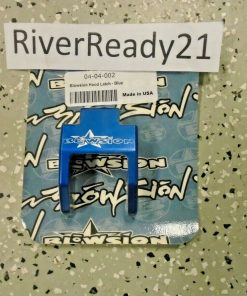 RiverReady21
04-04-002
Blowsion Hood Latch - Blue
Made in USA
BLOWSION
BLOWSION
BLOWSION